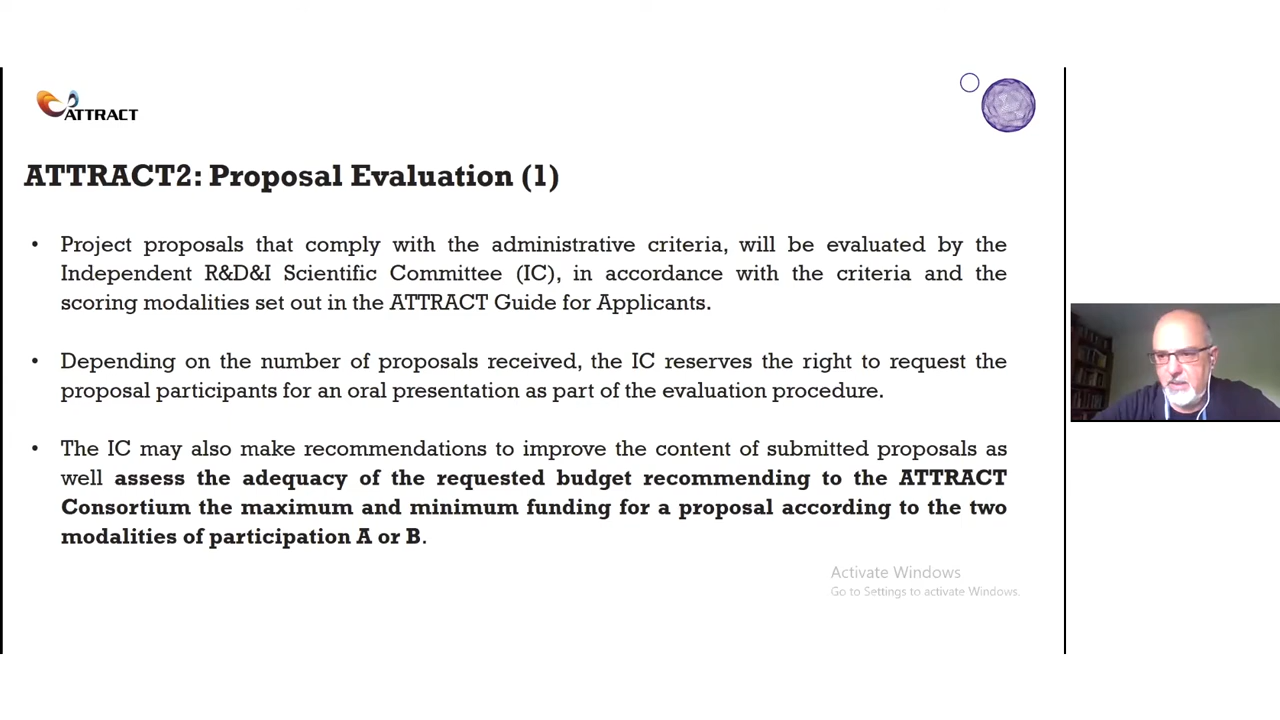 ATTRACT
ATTRACT2: Proposal Evaluation (1)
• Project proposals that comply with the administrative criteria, will be evaluated by the
Independent R&D&I Scientific Committee (IC), in accordance with the criteria and the
scoring modalities set out in the ATTRACT Guide for Applicants.
• Depending on the number of proposals received, the IC reserves the right to request the
proposal participants for an oral presentation as part of the evaluation procedure.
• The IC may also make recommendations to improve the content of submitted proposals as
well assess the adequacy of the requested budget recommending to the ATTRACT
Consortium the maximum and minimum funding for a proposal according to the two
modalities of participation A or B.
Activate Windows
Go to Settings to activate Windows.